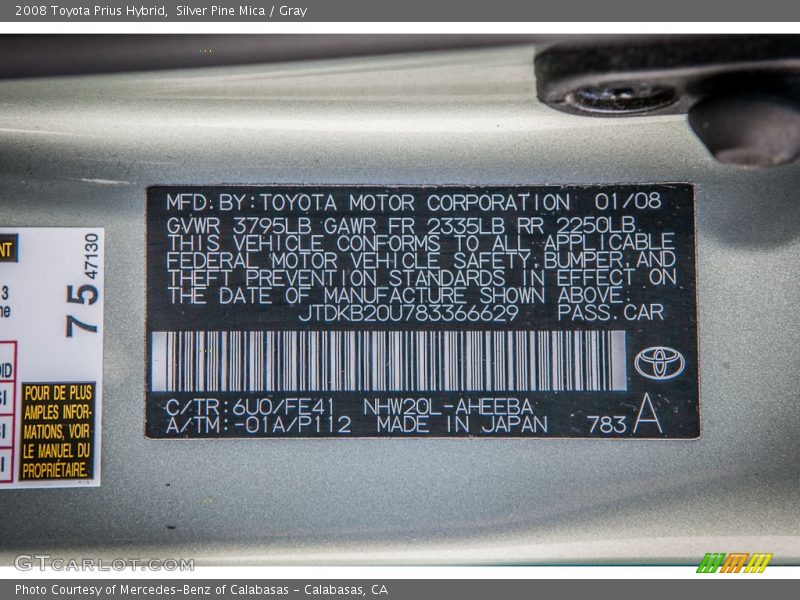 2008 Toyota Prius Hybrid, Silver Pine Mica / Gray
MFD.BY:TOYOTA MOTOR CORPORATION 01/08
GVWR 3795LB GAWR FR 2335LB RR 2250LB
THIS VEHICLE CONFORMS TO ALL APPLICABLE
FEDERAL MOTOR VEHICLE SAFETY,BUMPER,AND
THEFT PREVENTION STANDARDS IN EFFECT ON
THE DATE OF MANUFACTURE SHOWN ABOVE.
JTDKB20U783366629 PASS.CAR
C/TR:6U0/FE41 NHW20L-AHEEBA
A/TM:-01A/P112 MADE IN JAPAN 783 A
75 47130
POUR DE PLUS
AMPLES INFOR-
MATIONS, VOIR
LE MANUEL DU
PROPRIÉTAIRE.
GTCARLOT.COM
Photo Courtesy of Mercedes-Benz of Calabasas - Calabasas, CA